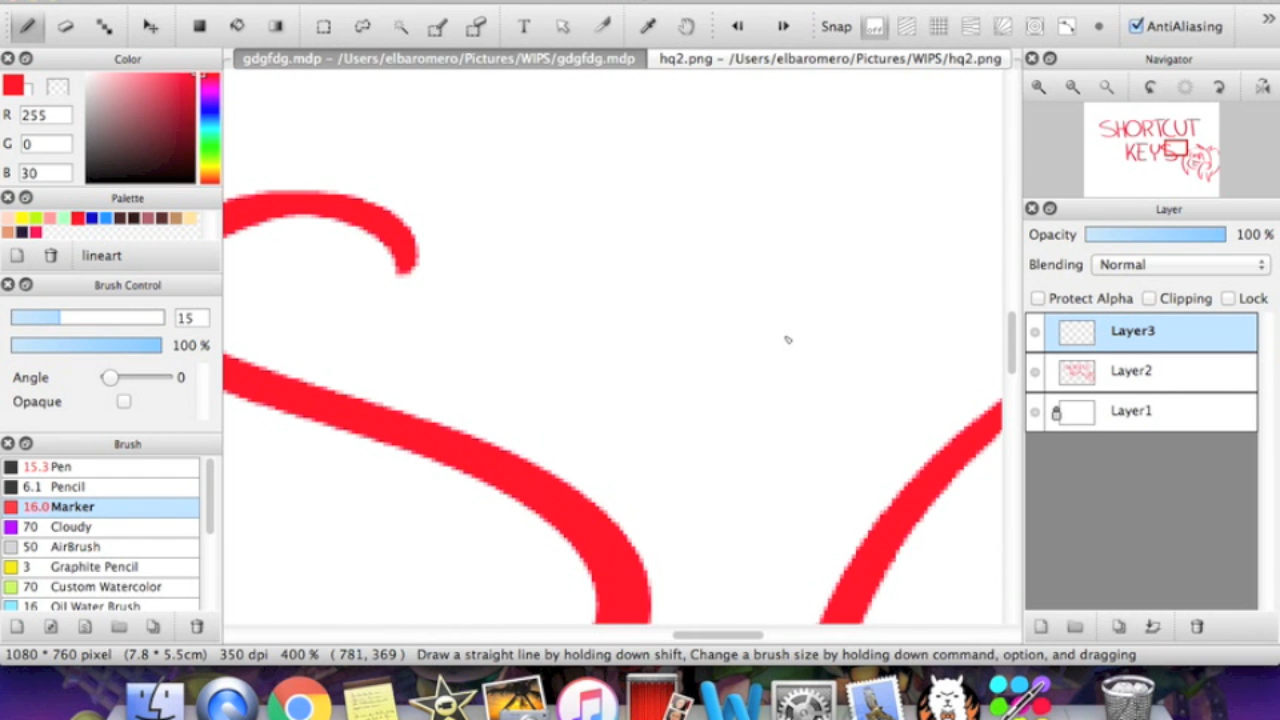 Snap off AntiAliasing »
Color
gdgfdg.mdp – /Users/elbaromero/Pictures/WIPS/gdgfdg.mdp
hq2.png – /Users/elbaromero/Pictures/WIPS/hq2.png
Navigator
R 255
G 0
B 30
SHORTCUT
KEYS
Palette
lineart
Layer
Opacity 100 %
Blending Normal
Protect Alpha Clipping Lock
Brush Control
15
100 %
Angle 0
Opaque
Layer3
Layer2
Layer1
Brush
15.3 Pen
6.1 Pencil
16.0 Marker
70 Cloudy
50 AirBrush
3 Graphite Pencil
70 Custom Watercolor
16 Oil Water Brush
1080 * 760 pixel (7.8 * 5.5cm) 350 dpi 400 % ( 781, 369 ) Draw a straight line by holding down shift, Change a brush size by holding down command, option, and dragging